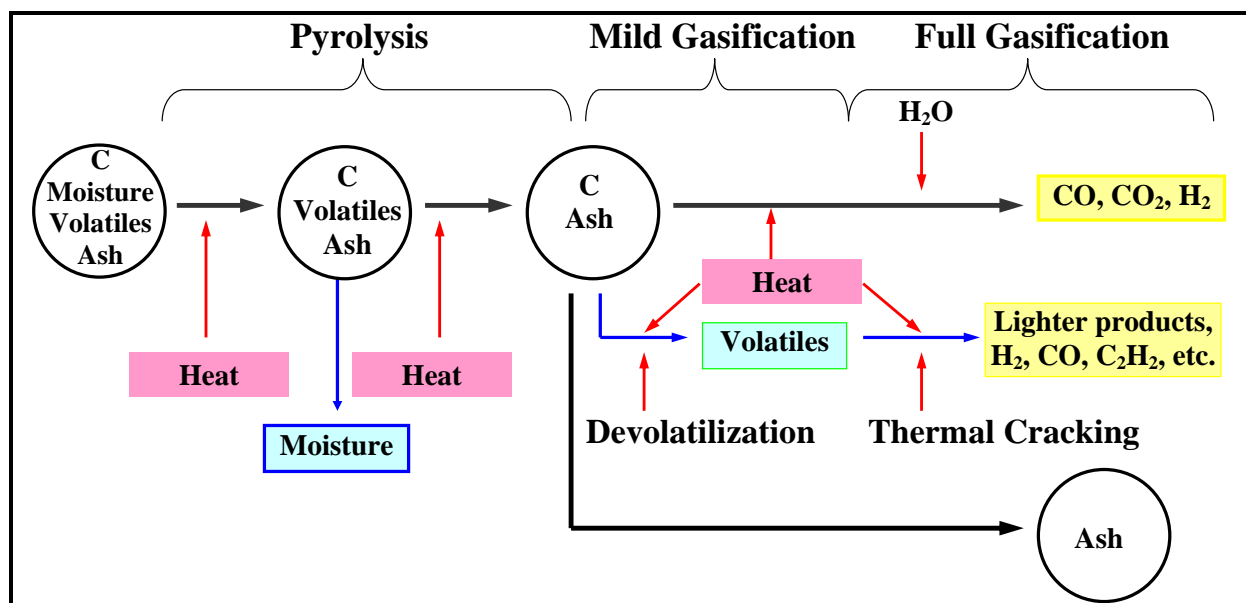 Pyrolysis
Mild Gasification
Full Gasification
H₂O
C
Moisture
Volatiles
Ash
C
Volatiles
Ash
C
Ash
CO, CO₂, H₂
Heat
Heat
Heat
Volatiles
Lighter products,
H₂, CO, C₂H₂, etc.
Moisture
Devolatilization
Thermal Cracking
Ash